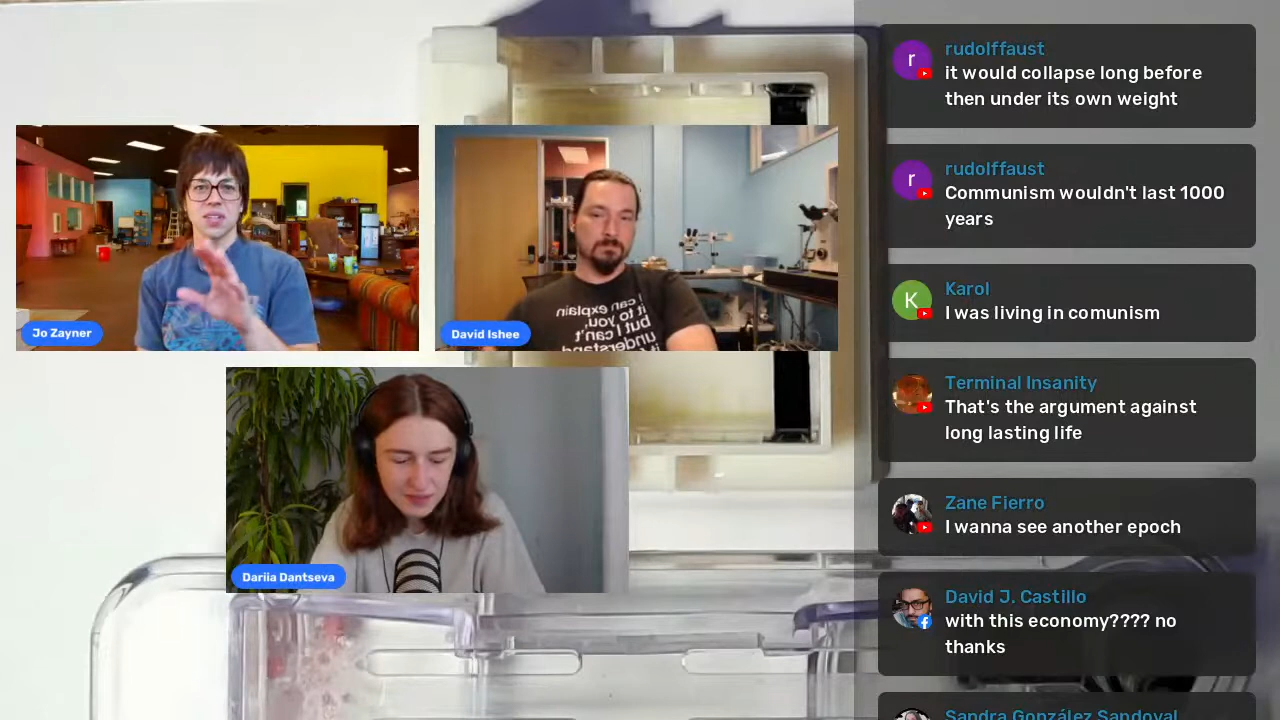 Jo Zayner
David Ishee
I can explain
it to you,
but I can't
understand
Dariia Dantseva
rudolffaust
it would collapse long before
then under its own weight
rudolffaust
Communism wouldn't last 1000
years
Karol
I was living in comunism
Terminal Insanity
That's the argument against
long lasting life
Zane Fierro
I wanna see another epoch
David J. Castillo
with this economy???? no
thanks
Sandra González Sandoval